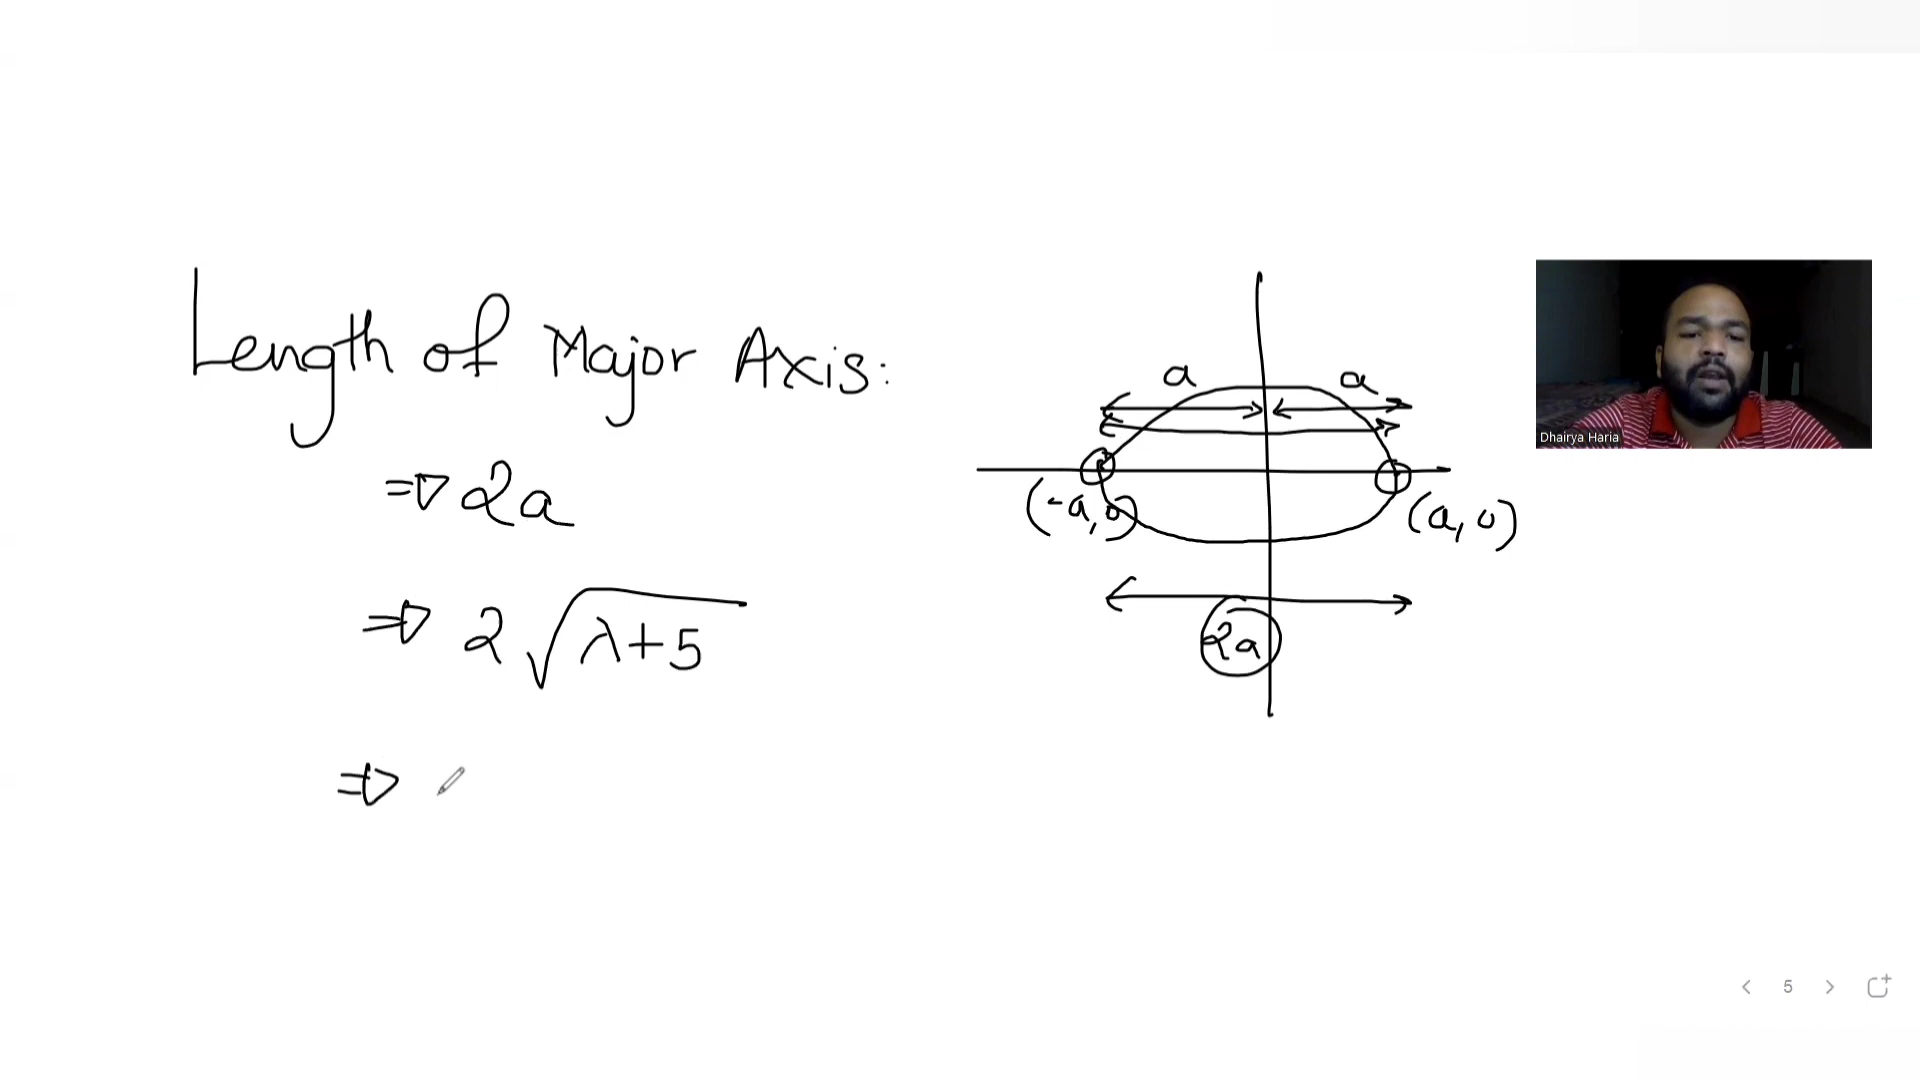 Length of Major Axis:
⇒ 2a
⇒ 2√(λ+5)
⇒
a a
(-a, 0) (a, 0)
2a
Dhairya Haria
< 5 >